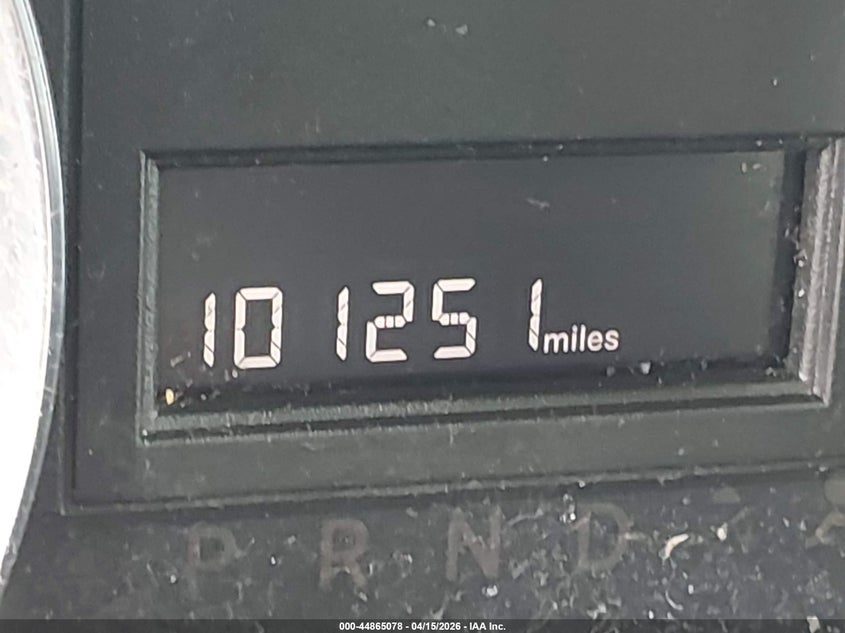 101251 miles
P R N D
000-44865078 - 04/15/2026 - IAA Inc.